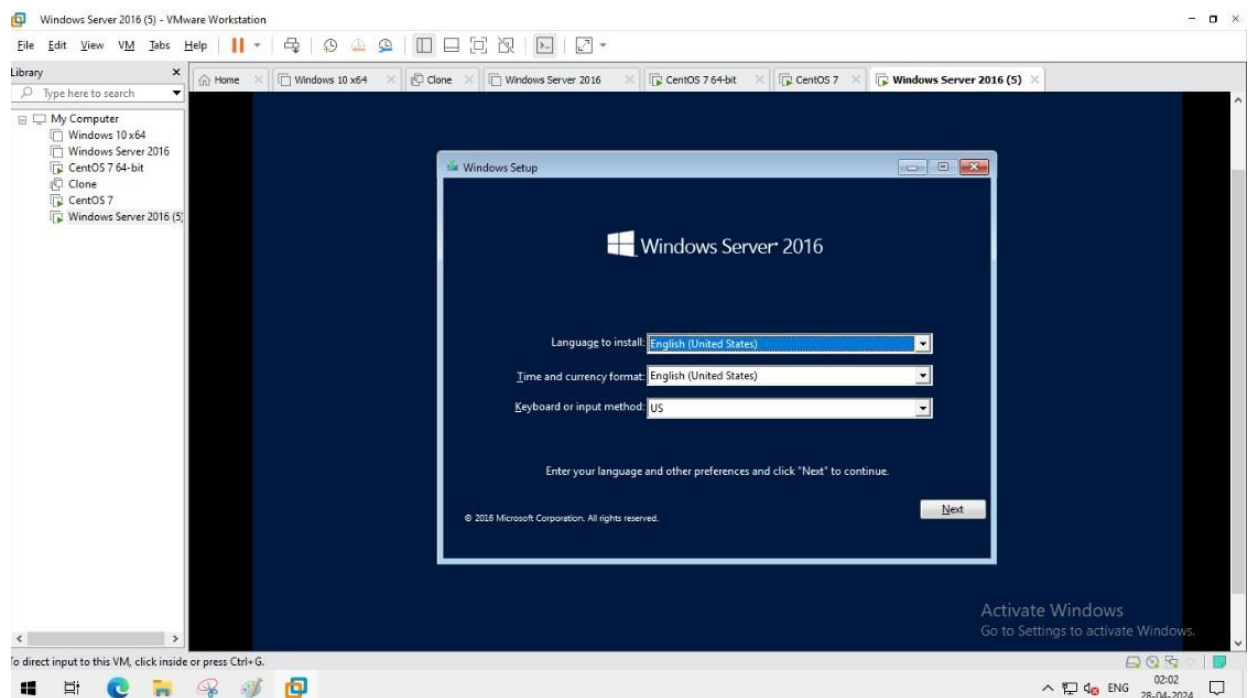 Windows Server 2016 (5) - VMware Workstation
File Edit View VM Tabs Help
Library
Type here to search
Home Windows 10 x64 Clone Windows Server 2016 CentOS 7 64-bit CentOS 7 Windows Server 2016 (5)
My Computer
Windows 10 x64
Windows Server 2016
CentOS 7 64-bit
Clone
CentOS 7
Windows Server 2016 (5)
Windows Setup
Windows Server 2016
Language to install: English (United States)
Time and currency format: English (United States)
Keyboard or input method: US
Enter your language and other preferences and click "Next" to continue.
Next
© 2016 Microsoft Corporation. All rights reserved.
Activate Windows
Go to Settings to activate Windows.
To direct input to this VM, click inside or press Ctrl+G.
ENG
02:02
28-04-2024